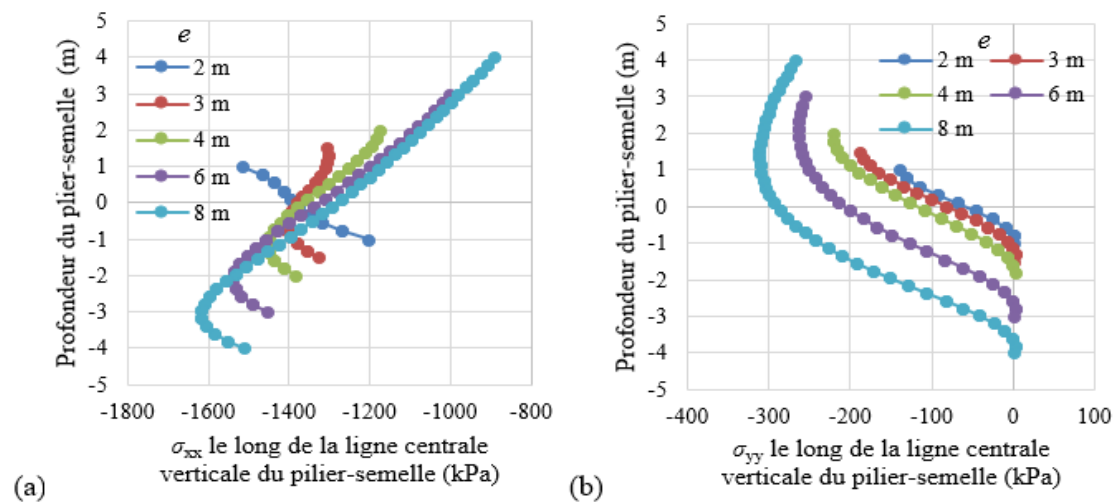 e
2 m
3 m
4 m
6 m
8 m
Profondeur du plier-semelle (m)
5
4
3
2
1
0
-1
-2
-3
-4
-5
-1800 -1600 -1400 -1200 -1000 -800
σxx le long de la ligne centrale
verticale du pilier-semelle (kPa)
(a)
e
2 m 3 m
4 m 6 m
8 m
Profondeur du pilier-semelle (m)
5
4
3
2
1
0
-1
-2
-3
-4
-5
-400 -300 -200 -100 0 100
σyy le long de la ligne centrale
verticale du pilier-semelle (kPa)
(b)